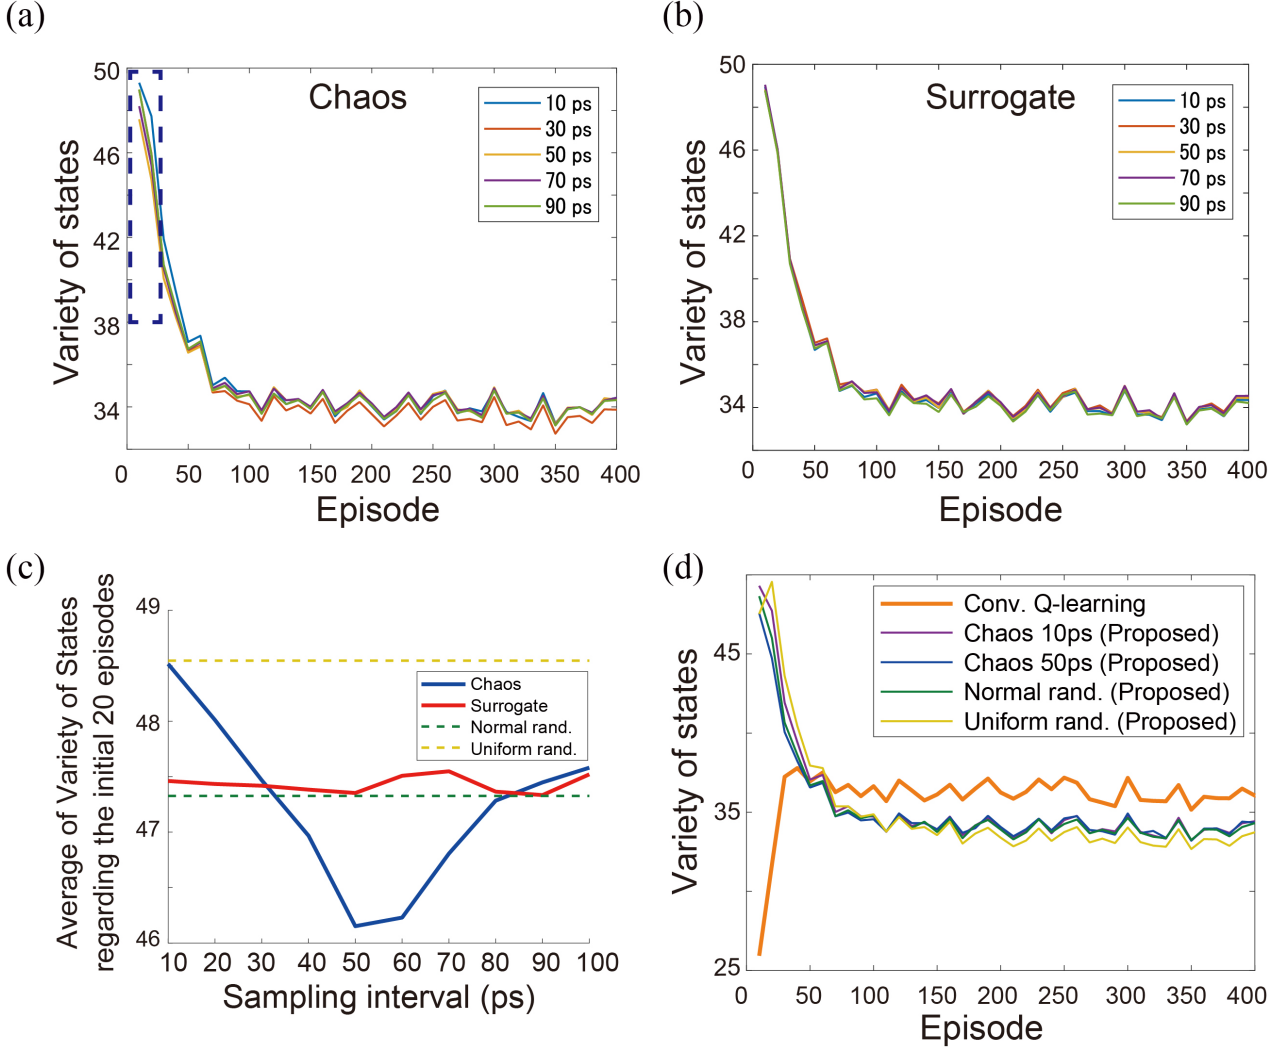 (a)
Chaos
10 ps
30 ps
50 ps
70 ps
90 ps
50
46
42
38
34
Variety of states
0 50 100 150 200 250 300 350 400
Episode
(b)
Surrogate
10 ps
30 ps
50 ps
70 ps
90 ps
50
46
42
38
34
Variety of states
0 50 100 150 200 250 300 350 400
Episode
(c)
49
48
47
46
Average of Variety of States
regarding the initial 20 episodes
Chaos
Surrogate
Normal rand.
Uniform rand.
10 20 30 40 50 60 70 80 90 100
Sampling interval (ps)
(d)
Conv. Q-learning
Chaos 10ps (Proposed)
Chaos 50ps (Proposed)
Normal rand. (Proposed)
Uniform rand. (Proposed)
45
35
25
Variety of states
0 50 100 150 200 250 300 350 400
Episode